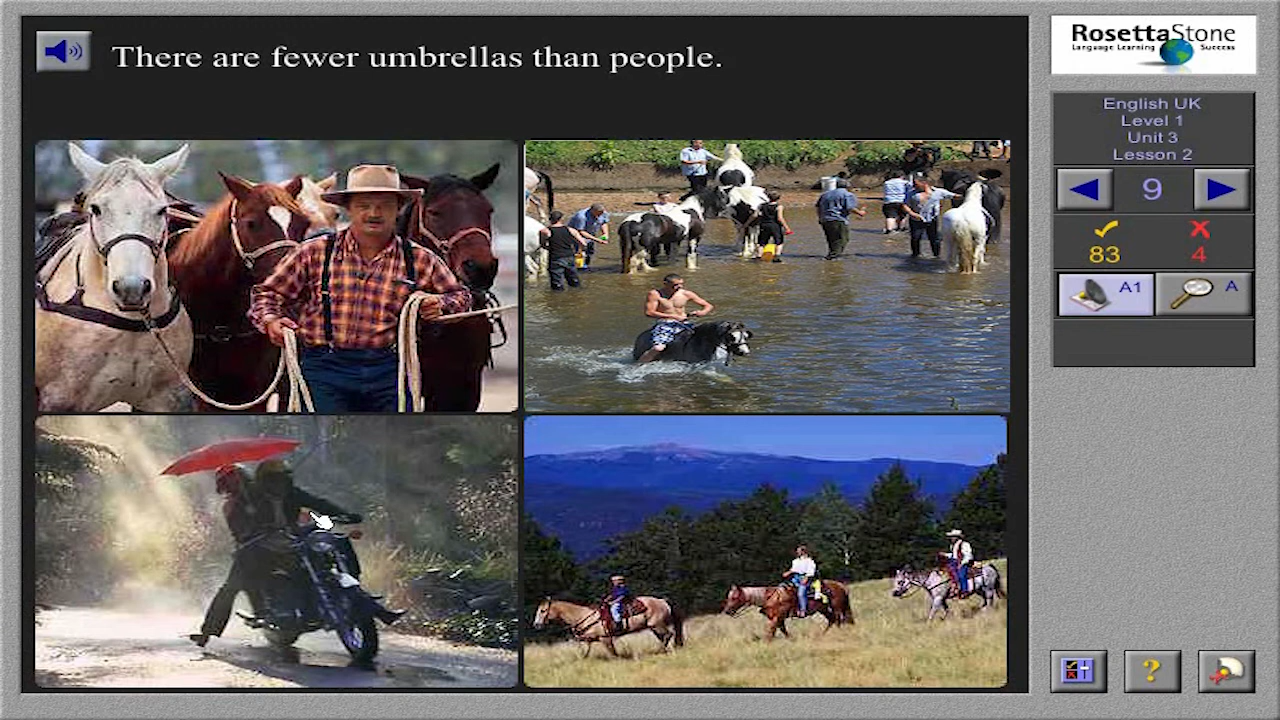 There are fewer umbrellas than people.
RosettaStone
Language Learning Success
English UK
Level 1
Unit 3
Lesson 2
9
83
4
A1
A
?